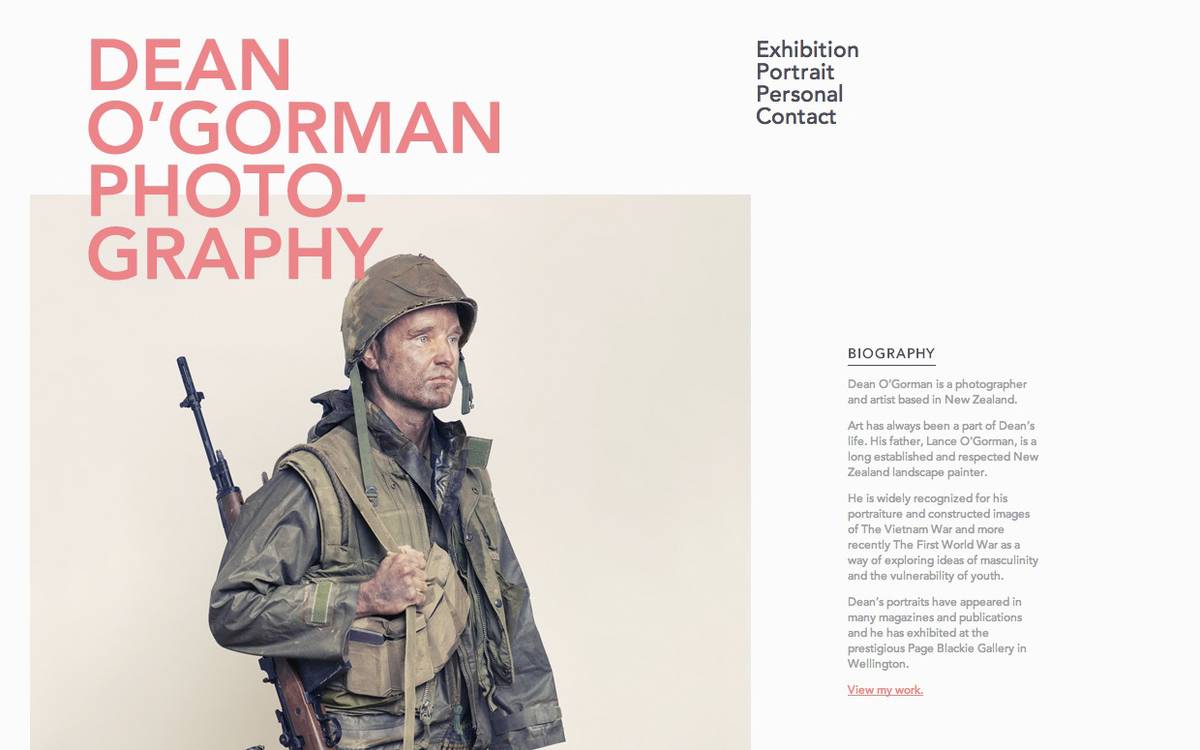 DEAN
O’GORMAN
PHOTO-
GRAPHY
Exhibition
Portrait
Personal
Contact
BIOGRAPHY
Dean O’Gorman is a photographer
and artist based in New Zealand.
Art has always been a part of Dean’s
life. His father, Lance O’Gorman, is a
long established and respected New
Zealand landscape painter.
He is widely recognized for his
portraiture and constructed images
of The Vietnam War and more
recently The First World War as a
way of exploring ideas of masculinity
and the vulnerability of youth.
Dean’s portraits have appeared in
many magazines and publications
and he has exhibited at the
prestigious Page Blackie Gallery in
Wellington.
View my work.